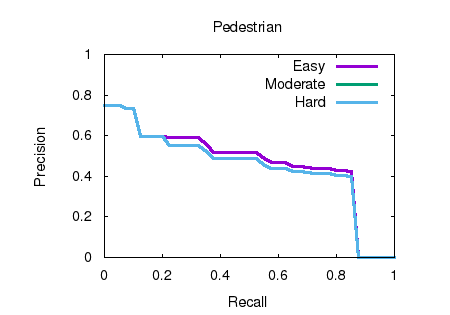 Pedestrian
Easy
Moderate
Hard
Precision
1
0.8
0.6
0.4
0.2
0
0 0.2 0.4 0.6 0.8 1
Recall